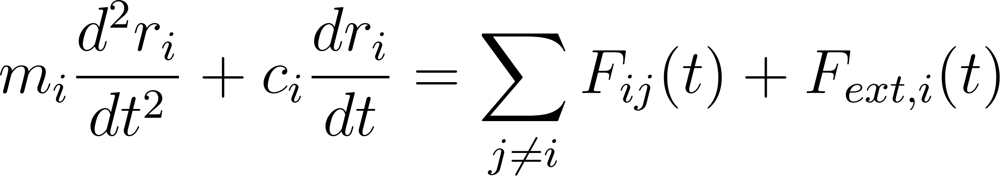 $m_i \frac{d^2 r_i}{dt^2} + c_i \frac{dr_i}{dt} = \sum_{j \neq i} F_{ij}(t) + F_{ext,i}(t)$